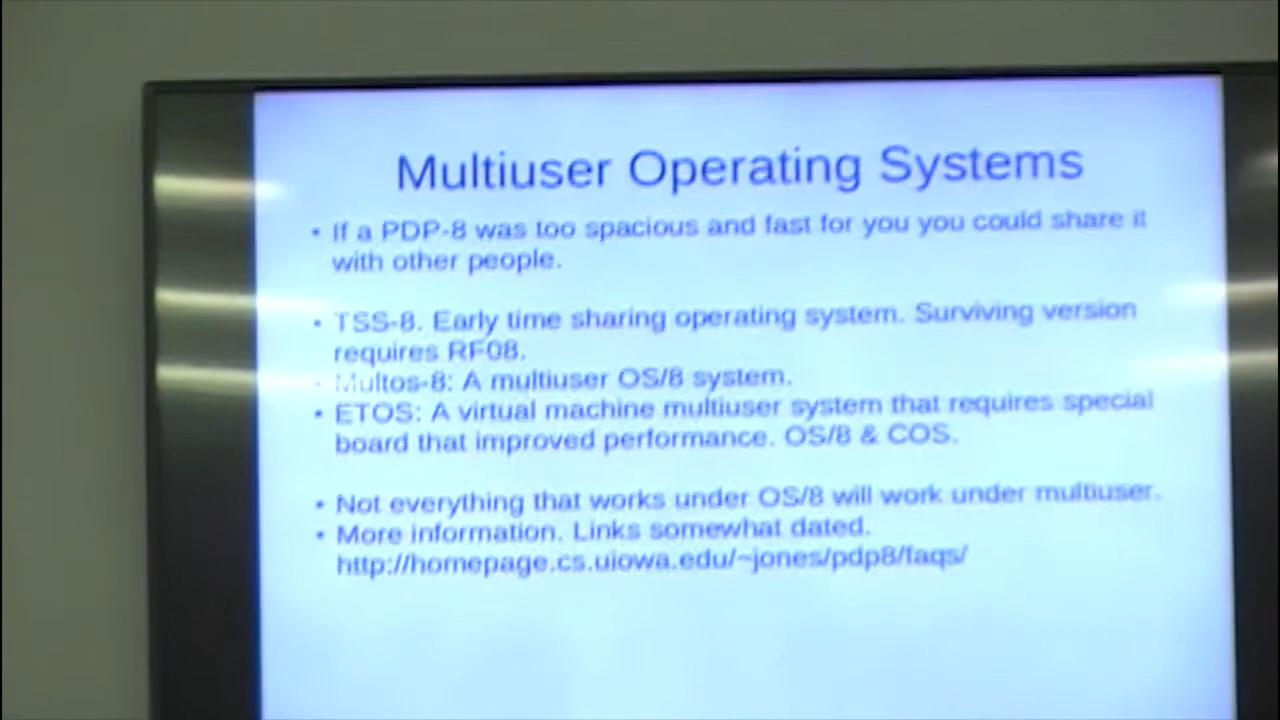 Multiuser Operating Systems
• If a PDP-8 was too spacious and fast for you you could share it
with other people.
• TSS-8. Early time sharing operating system. Surviving version
requires RF08.
• Multos-8: A multiuser OS/8 system.
• ETOS: A virtual machine multiuser system that requires special
board that improved performance. OS/8 & COS.
• Not everything that works under OS/8 will work under multiuser.
• More information. Links somewhat dated.
http://homepage.cs.uiowa.edu/~jones/pdp8/faqs/